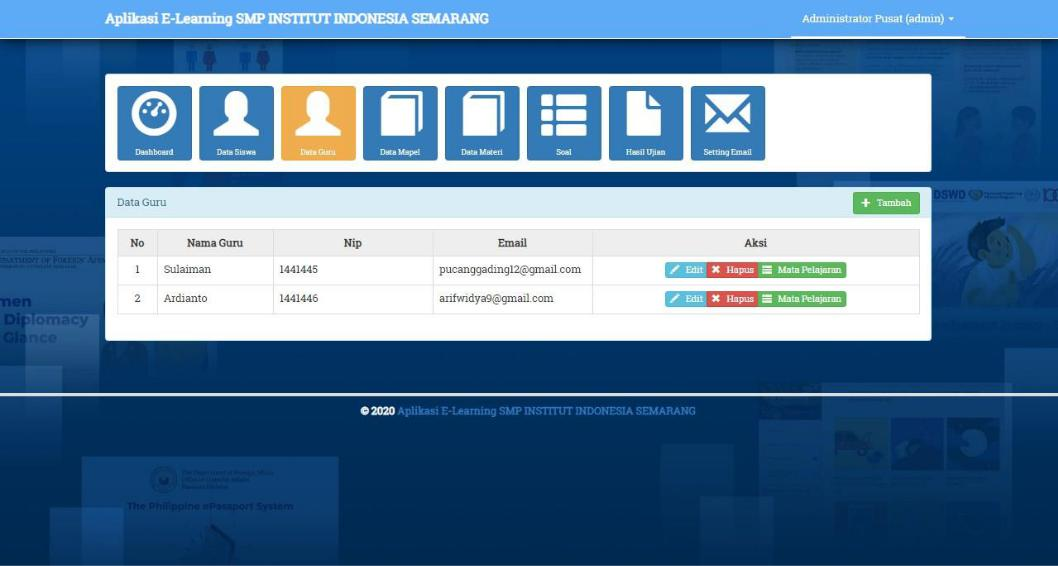 Aplikasi E-Learning SMP INSTITUT INDONESIA SEMARANG
Administrator Pusat (admin)
Dashboard
Data Siswa
Data Guru
Data Mapel
Data Materi
Soal
Hasil Ujian
Setting Email
Data Guru
Tambah
No Nama Guru Nip Email Aksi
1 Sulaiman 1441445 pucanggading12@gmail.com Edit Hapus Mata Pelajaran
2 Ardianto 1441446 arifwidya9@gmail.com Edit Hapus Mata Pelajaran
DSWD
men
Diplomacy
Glance
© 2020 Aplikasi E-Learning SMP INSTITUT INDONESIA SEMARANG
The Philippine ePassport System